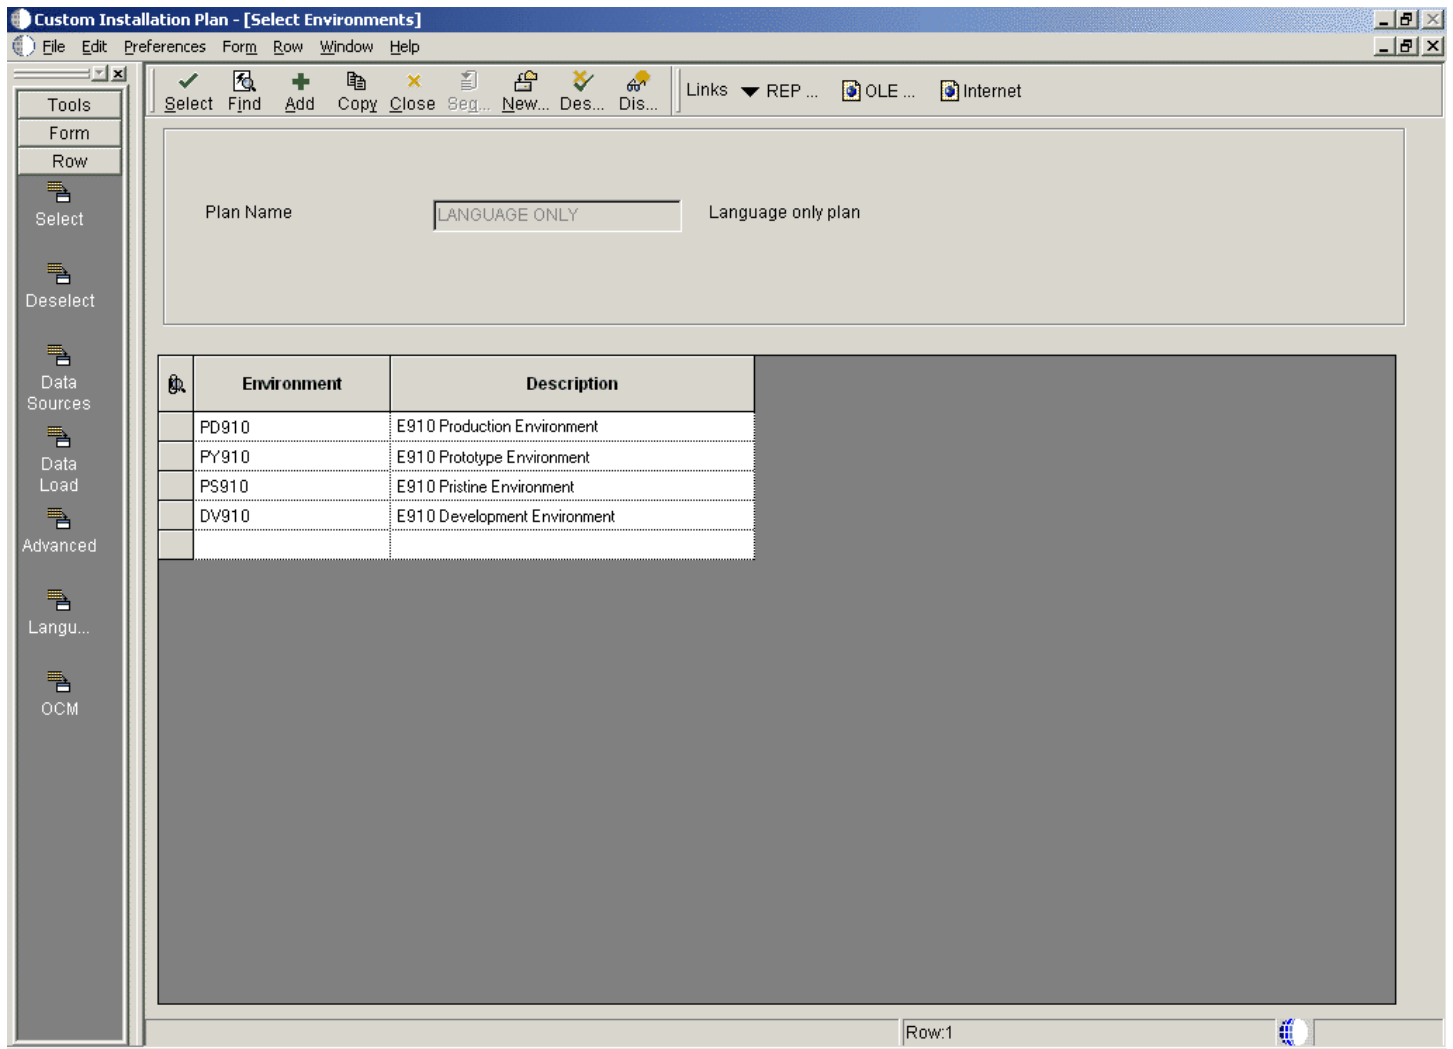 Custom Installation Plan - [Select Environments]
File Edit Preferences Form Row Window Help
Tools
Form
Row
Select
Deselect
Data
Sources
Data
Load
Advanced
Langu...
OCM
Select Find Add Copy Close Seq... New... Des... Dis... Links REP ... OLE ... Internet
Plan Name LANGUAGE ONLY Language only plan
Environment Description
PD910 E910 Production Environment
PY910 E910 Prototype Environment
PS910 E910 Pristine Environment
DV910 E910 Development Environment
Row:1